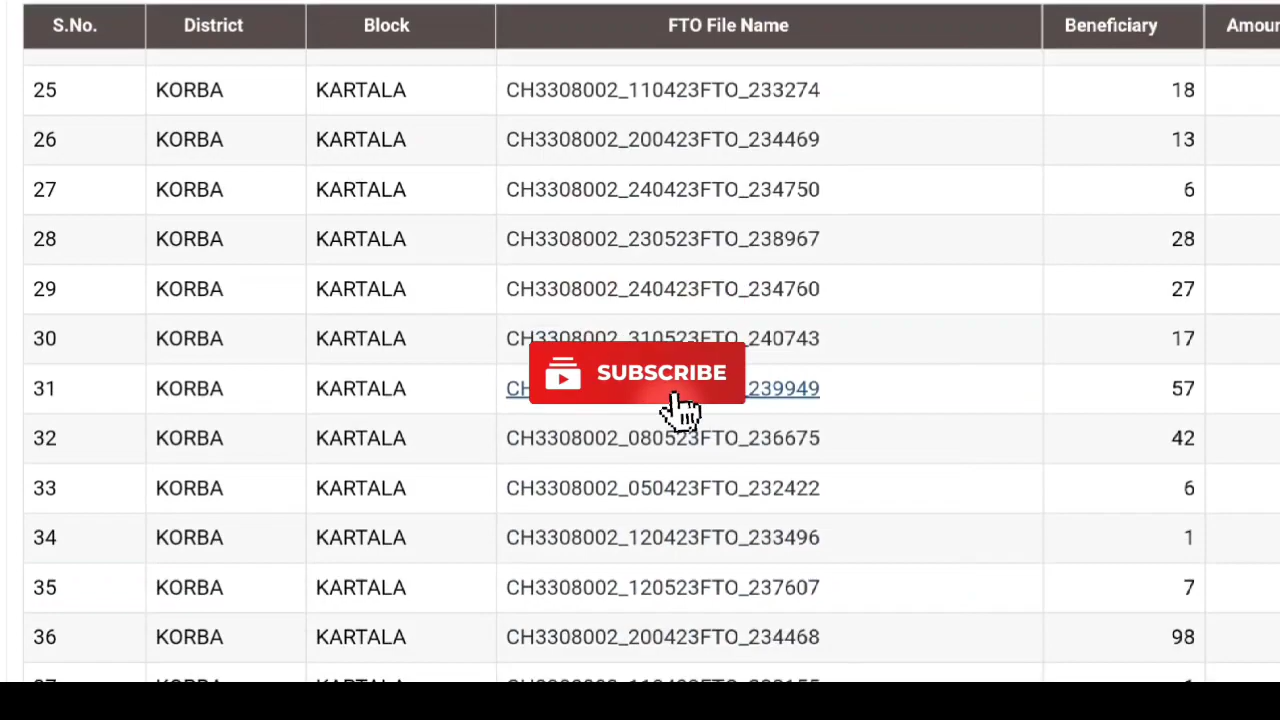 S.No. District Block FTO File Name Beneficiary Amoun
25 KORBA KARTALA CH3308002_110423FTO_233274 18
26 KORBA KARTALA CH3308002_200423FTO_234469 13
27 KORBA KARTALA CH3308002_240423FTO_234750 6
28 KORBA KARTALA CH3308002_230523FTO_238967 28
29 KORBA KARTALA CH3308002_240423FTO_234760 27
30 KORBA KARTALA CH3308002_310523FTO_240743 17
SUBSCRIBE
31 KORBA KARTALA CH _239949 57
32 KORBA KARTALA CH3308002_080523FTO_236675 42
33 KORBA KARTALA CH3308002_050423FTO_232422 6
34 KORBA KARTALA CH3308002_120423FTO_233496 1
35 KORBA KARTALA CH3308002_120523FTO_237607 7
36 KORBA KARTALA CH3308002_200423FTO_234468 98